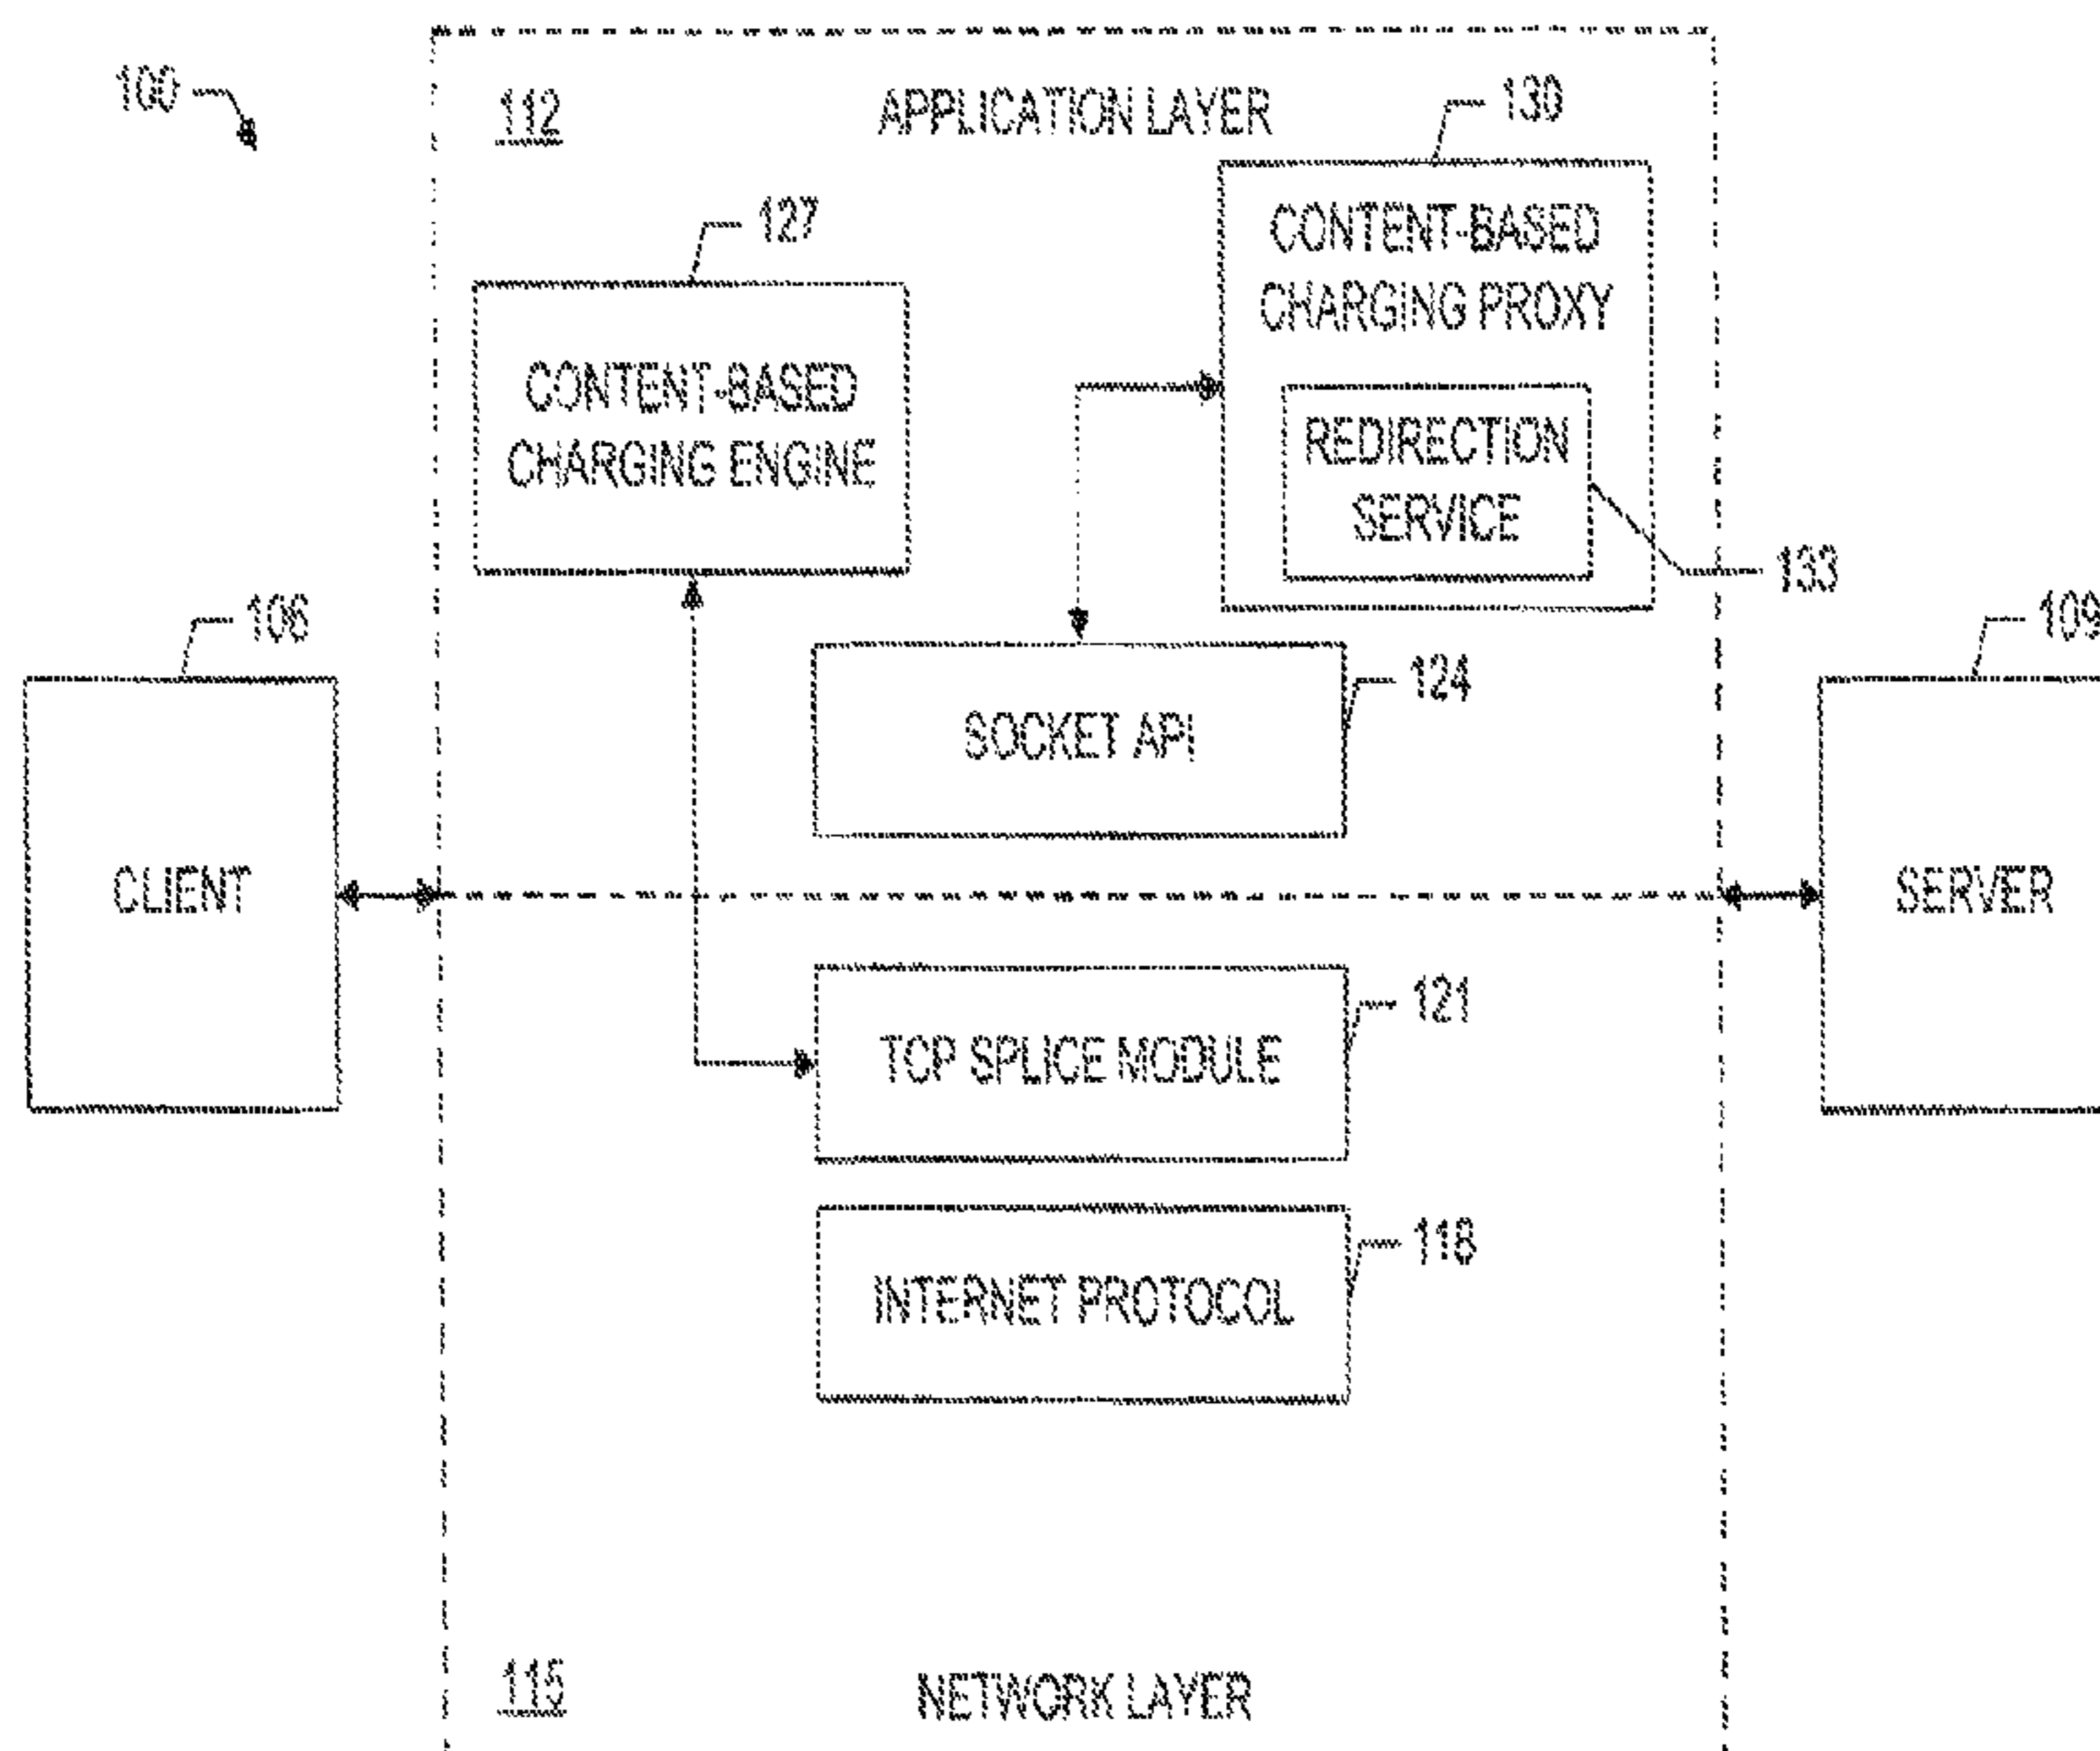 100
112
APPLICATION LAYER
130
127
CONTENT-BASED
CHARGING PROXY
CONTENT-BASED
CHARGING ENGINE
REDIRECTION
SERVICE
133
106
109
124
SOCKET API
CLIENT
SERVER
121
TCP SPLICE MODULE
118
INTERNET PROTOCOL
115
NETWORK LAYER